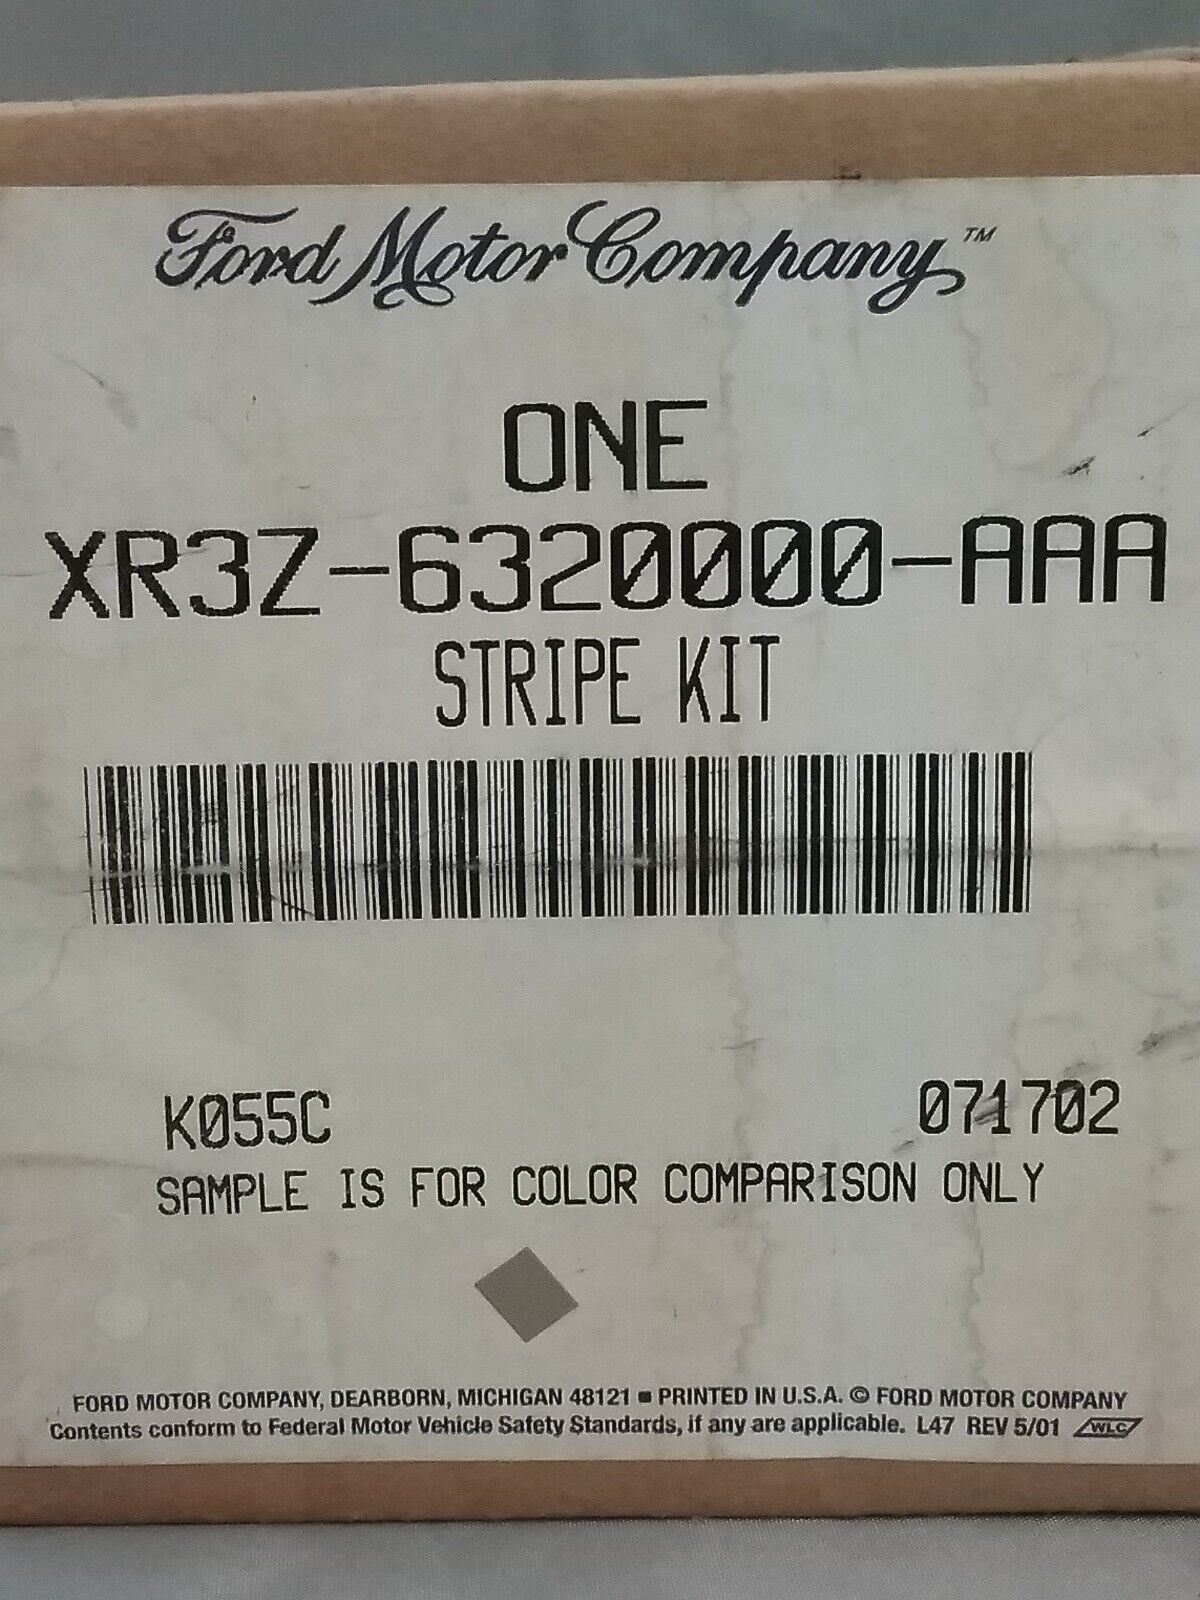 Ford Motor Company™
ONE
XR3Z-6320000-AAA
STRIPE KIT
K055C 071702
SAMPLE IS FOR COLOR COMPARISON ONLY
FORD MOTOR COMPANY, DEARBORN, MICHIGAN 48121 ■ PRINTED IN U.S.A. © FORD MOTOR COMPANY
Contents conform to Federal Motor Vehicle Safety Standards, if any are applicable. L47 REV 5/01 WLC